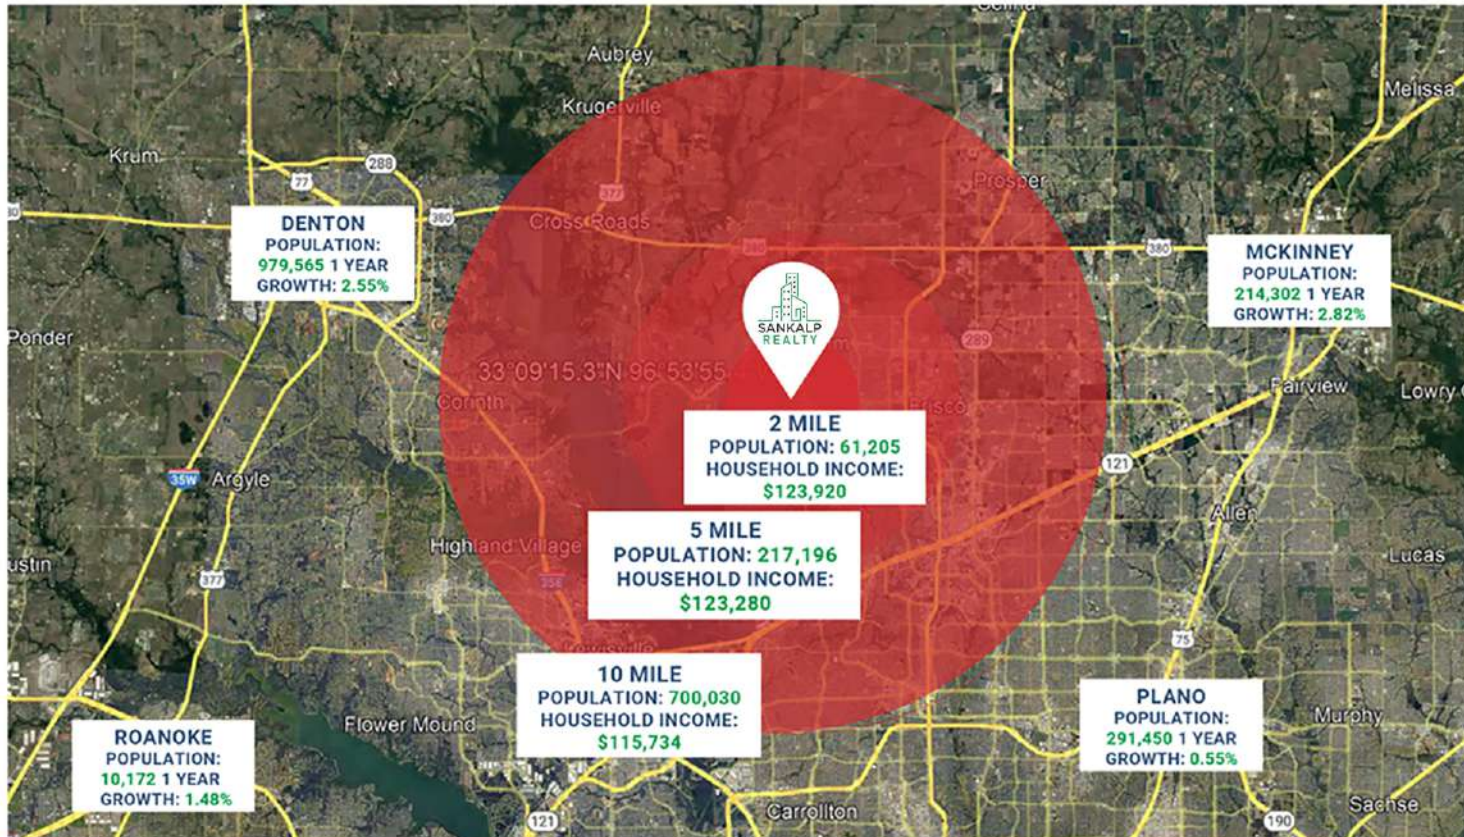 Celina
Aubrey
Melissa
Krugerville
Krum
288
77
377
Prosper
380
Cross Roads
380
380
DENTON
POPULATION:
979,565 1 YEAR
GROWTH: 2.55%
MCKINNEY
POPULATION:
214,302 1 YEAR
GROWTH: 2.82%
SANKALP
REALTY
Ponder
289
33°09'15.3"N 96°53'55
Fairview
Lowry C
Corinth
Frisco
2 MILE
POPULATION: 61,205
HOUSEHOLD INCOME:
$123,920
121
35W
Argyle
Allen
5 MILE
POPULATION: 217,196
HOUSEHOLD INCOME:
$123,280
Highland Village
Lucas
ustin
377
75
Lewisville
10 MILE
POPULATION: 700,030
HOUSEHOLD INCOME:
$115,734
PLANO
POPULATION:
291,450 1 YEAR
GROWTH: 0.55%
Murphy
Flower Mound
ROANOKE
POPULATION:
10,172 1 YEAR
GROWTH: 1.48%
Carrollton
Sachse
121
190